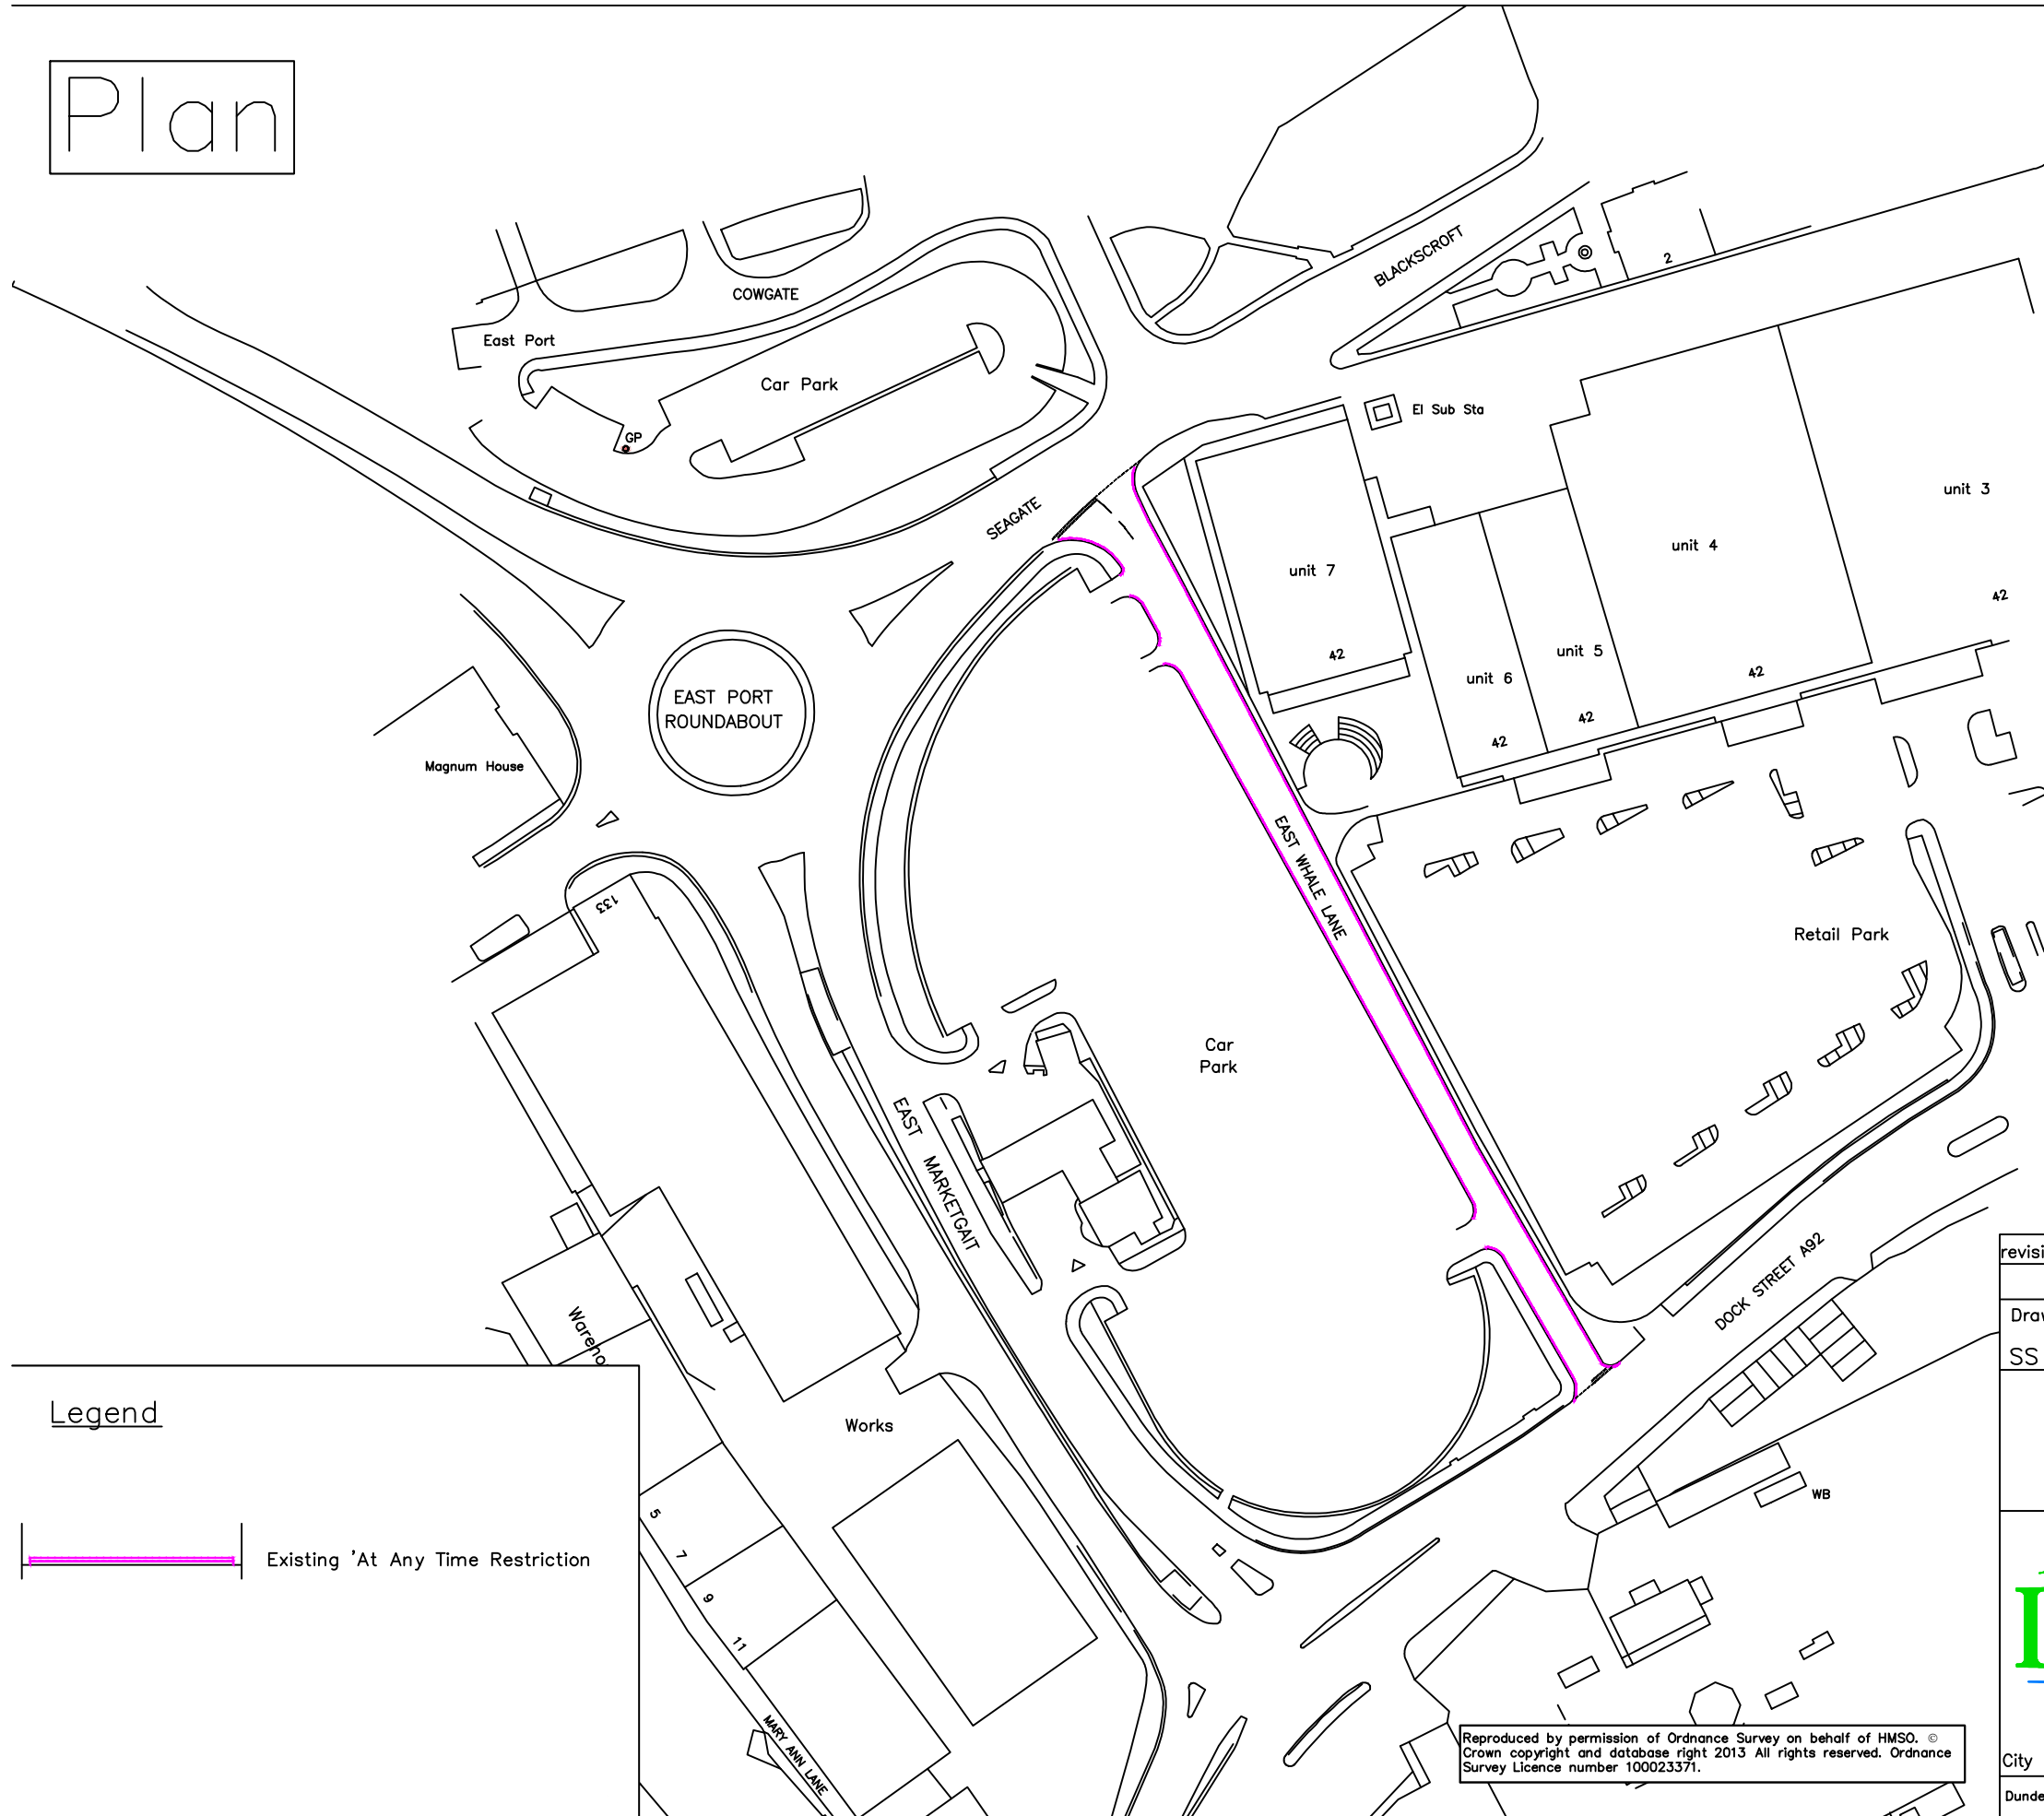 Plan
BLACKSCROFT
2
COWGATE
East Port
Car Park
El Sub Sta
GP
unit 3
SEAGATE
unit 4
unit 7
42
unit 5
42
unit 6
42
EAST PORT
ROUNDABOUT
42
42
Magnum House
EAST WHALE LANE
133
Retail Park
Car
Park
EAST MARKETGAIT
DOCK STREET A92
Legend
Works
WB
5
7
9
11
Existing 'At Any Time Restriction
MARY ANN LANE
SS
Reproduced by permission of Ordnance Survey on behalf of HMSO. ©
Crown copyright and database right 2013 All rights reserved. Ordnance
Survey Licence number 100023371.
City